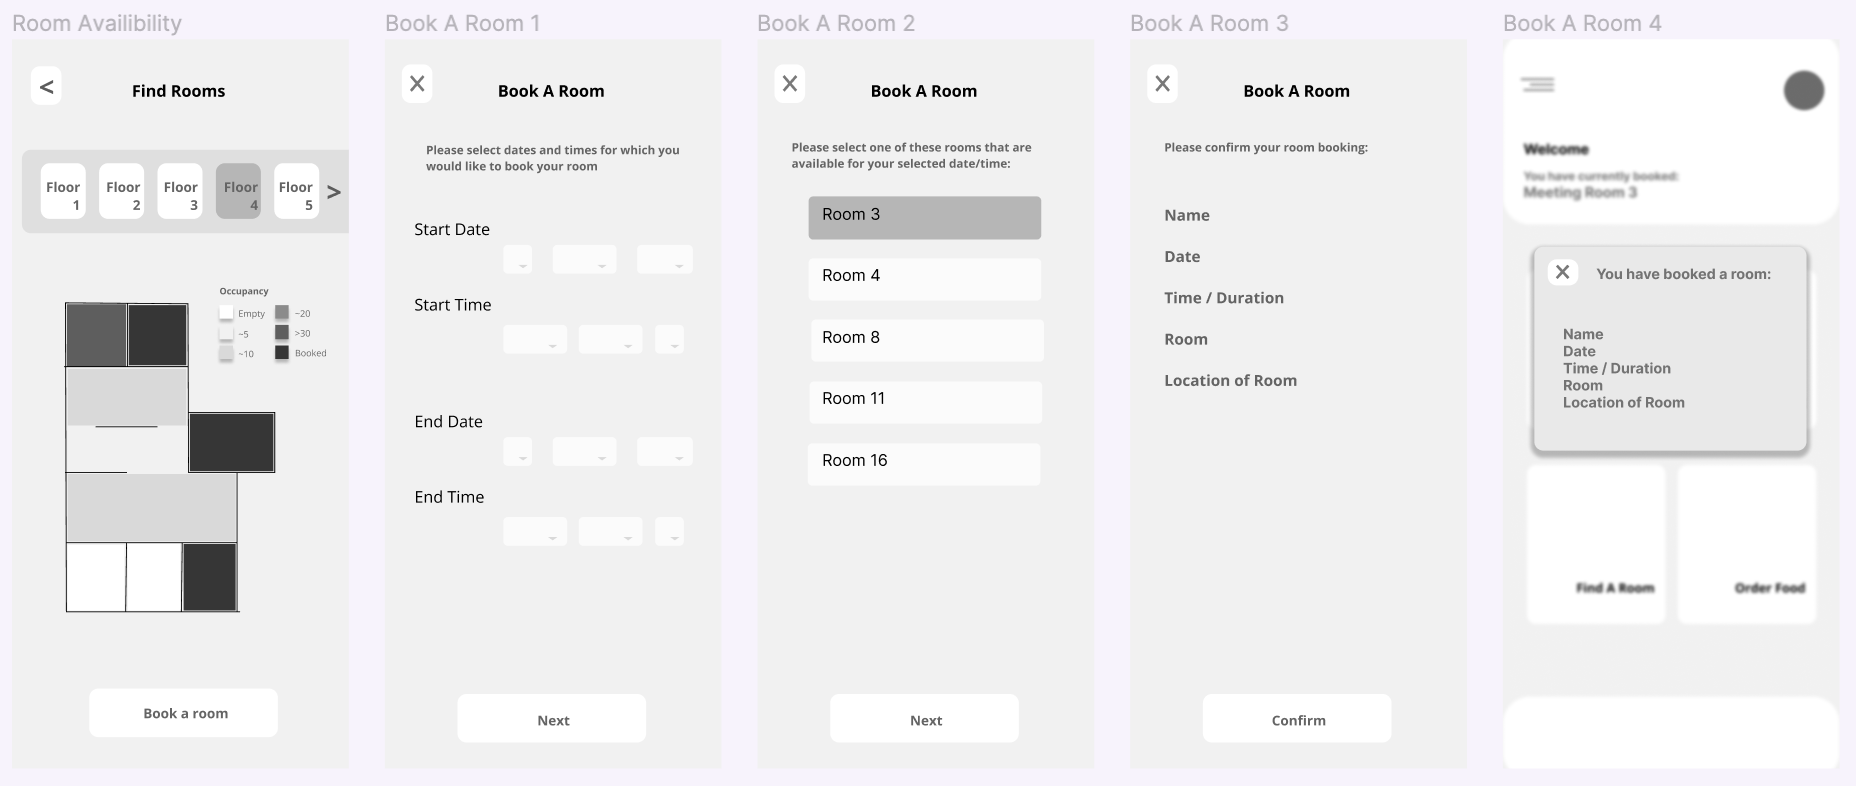 Room Availibility
<
Find Rooms
Floor 1
Floor 2
Floor 3
Floor 4
Floor 5
>
Occupancy
Empty
~20
~5
>30
~10
Booked
Book a room
Book A Room 1
X
Book A Room
Please select dates and times for which you
would like to book your room
Start Date
Start Time
End Date
End Time
Next
Book A Room 2
X
Book A Room
Please select one of these rooms that are
available for your selected date/time:
Room 3
Room 4
Room 8
Room 11
Room 16
Next
Book A Room 3
X
Book A Room
Please confirm your room booking:
Name
Date
Time / Duration
Room
Location of Room
Confirm
Book A Room 4
Welcome
You have currently booked:
Meeting Room 3
X
You have booked a room:
Name
Date
Time / Duration
Room
Location of Room
Find A Room
Order Food